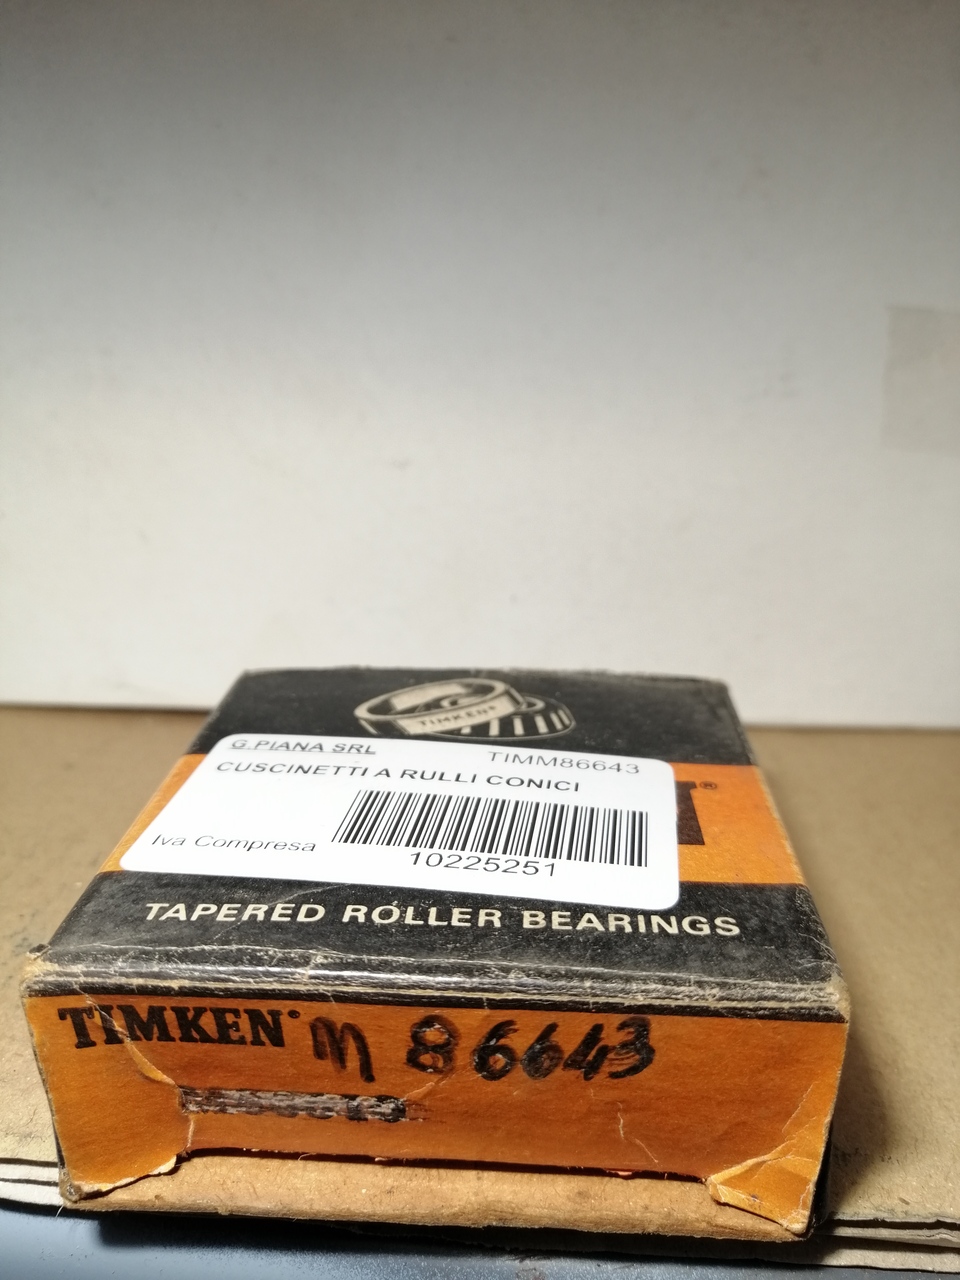 TIMKEN®
G.PIANA SRL TIMM86643
CUSCINETTI A RULLI CONICI
Iva Compresa
10225251
®
TAPERED ROLLER BEARINGS
TIMKEN® M 86643